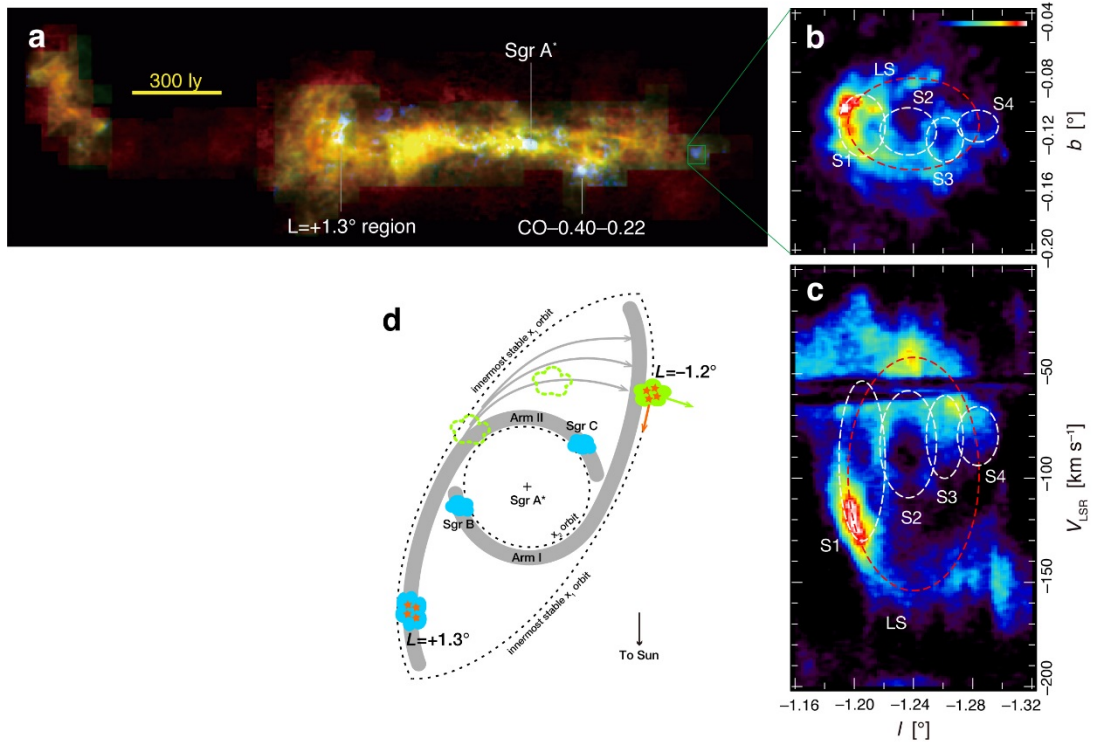 a
300 ly
Sgr A*
L=+1.3° region
CO−0.40−0.22
b
LS
S2
S4
S1
S3
−0.04
−0.08
−0.12
−0.16
−0.20
b [°]
c
S1
S2
S3
S4
LS
−50
−100
−150
−200
V_LSR [km s⁻¹]
−1.16 −1.20 −1.24 −1.28 −1.32
l [°]
d
innermost stable x₁ orbit
L=−1.2°
Arm II
Sgr C
+
Sgr A*
Sgr B
x₂ orbit
Arm I
innermost stable x₁ orbit
L=+1.3°
To Sun